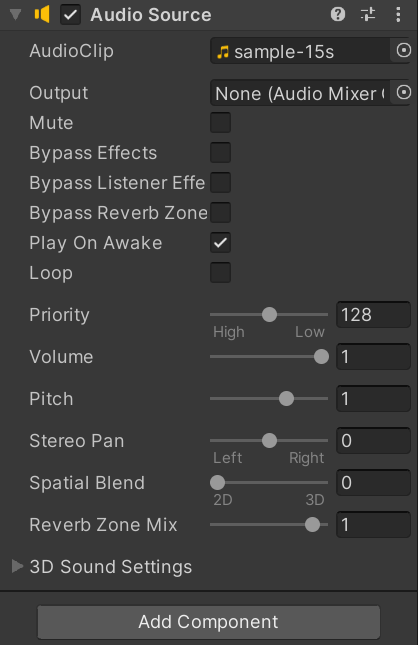 Audio Source
AudioClip sample-15s
Output None (Audio Mixer
Mute
Bypass Effects
Bypass Listener Effe
Bypass Reverb Zone
Play On Awake
Loop
Priority 128
High Low
Volume 1
Pitch 1
Stereo Pan 0
Left Right
Spatial Blend 0
2D 3D
Reverb Zone Mix 1
3D Sound Settings
Add Component